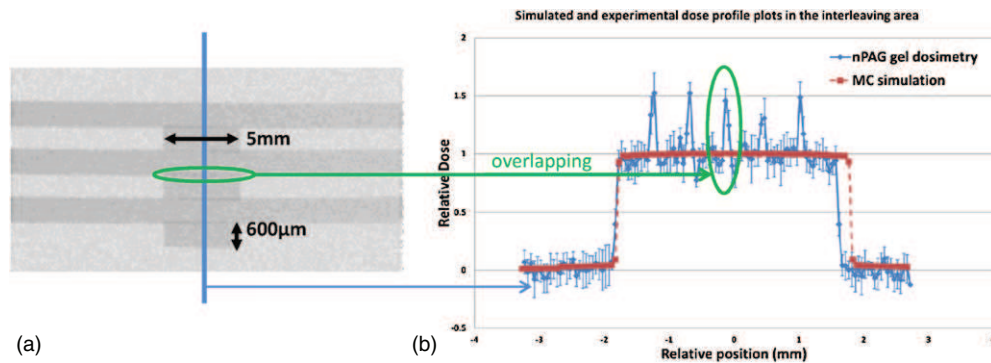 Simulated and experimental dose profile plots in the interleaving area
2
nPAG gel dosimetry
MC simulation
1.5
5mm
overlapping
1
Relative Dose
0.5
600µm
0
-0.5
-4
-3
-2
-1
0
1
2
3
4
Relative position (mm)
(a)
(b)